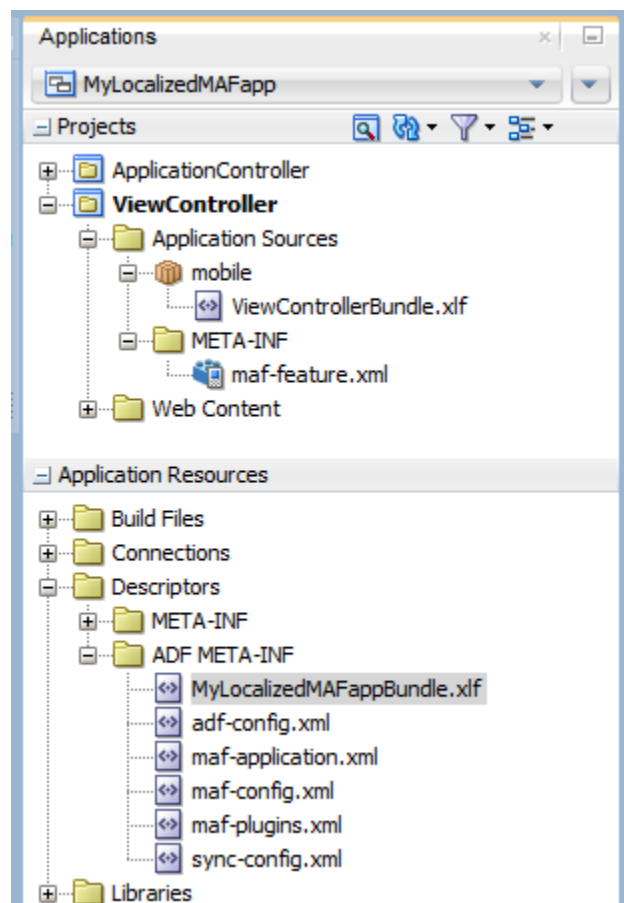 Applications
MyLocalizedMAFapp
Projects
ApplicationController
ViewController
Application Sources
mobile
ViewControllerBundle.xlf
META-INF
maf-feature.xml
Web Content
Application Resources
Build Files
Connections
Descriptors
META-INF
ADF META-INF
MyLocalizedMAFappBundle.xlf
adf-config.xml
maf-application.xml
maf-config.xml
maf-plugins.xml
sync-config.xml
Libraries